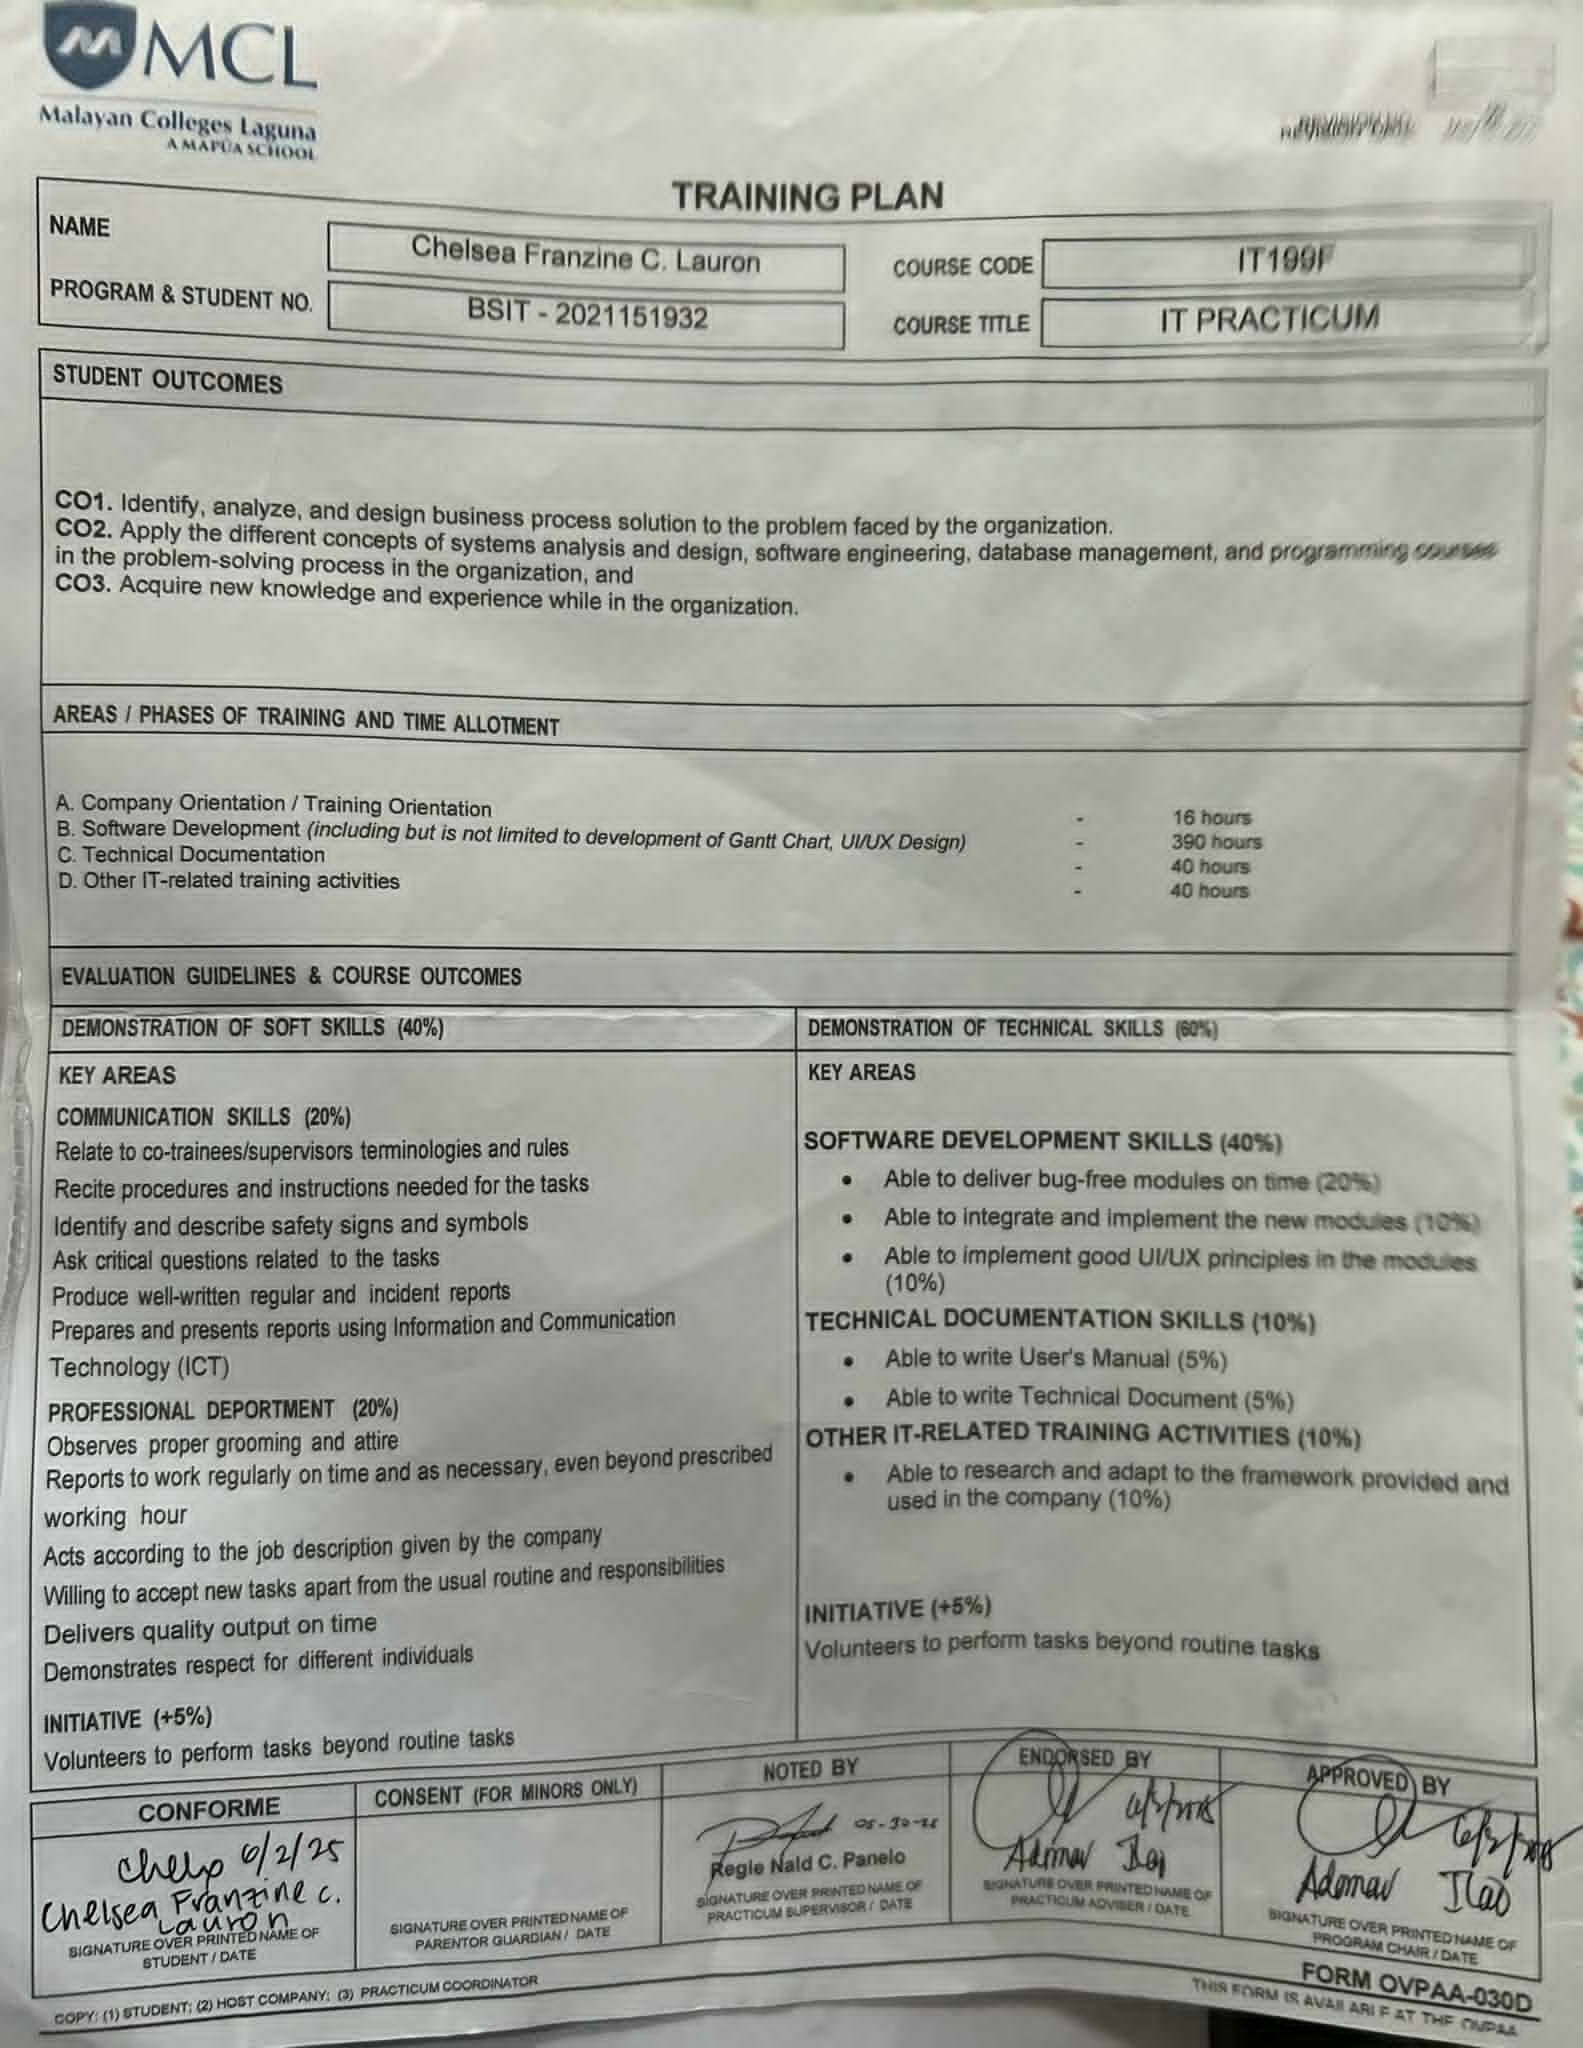 MCL
Malayan Colleges Laguna
A MAPÚA SCHOOL
TRAINING PLAN
NAME
Chelsea Franzine C. Lauron
COURSE CODE
IT199F
PROGRAM & STUDENT NO.
BSIT - 2021151932
COURSE TITLE
IT PRACTICUM
STUDENT OUTCOMES
CO1. Identify, analyze, and design business process solution to the problem faced by the organization.
CO2. Apply the different concepts of systems analysis and design, software engineering, database management, and programming courses
in the problem-solving process in the organization, and
CO3. Acquire new knowledge and experience while in the organization.
AREAS / PHASES OF TRAINING AND TIME ALLOTMENT
A. Company Orientation / Training Orientation - 16 hours
B. Software Development (including but is not limited to development of Gantt Chart, UI/UX Design) - 390 hours
C. Technical Documentation - 40 hours
D. Other IT-related training activities - 40 hours
EVALUATION GUIDELINES & COURSE OUTCOMES
DEMONSTRATION OF SOFT SKILLS (40%)
KEY AREAS
COMMUNICATION SKILLS (20%)
Relate to co-trainees/supervisors terminologies and rules
Recite procedures and instructions needed for the tasks
Identify and describe safety signs and symbols
Ask critical questions related to the tasks
Produce well-written regular and incident reports
Prepares and presents reports using Information and Communication
Technology (ICT)
PROFESSIONAL DEPORTMENT (20%)
Observes proper grooming and attire
Reports to work regularly on time and as necessary, even beyond prescribed
working hour
Acts according to the job description given by the company
Willing to accept new tasks apart from the usual routine and responsibilities
Delivers quality output on time
Demonstrates respect for different individuals
INITIATIVE (+5%)
Volunteers to perform tasks beyond routine tasks
DEMONSTRATION OF TECHNICAL SKILLS (60%)
KEY AREAS
SOFTWARE DEVELOPMENT SKILLS (40%)
• Able to deliver bug-free modules on time (20%)
• Able to integrate and implement the new modules (10%)
• Able to implement good UI/UX principles in the modules
(10%)
TECHNICAL DOCUMENTATION SKILLS (10%)
• Able to write User's Manual (5%)
• Able to write Technical Document (5%)
OTHER IT-RELATED TRAINING ACTIVITIES (10%)
• Able to research and adapt to the framework provided and
used in the company (10%)
INITIATIVE (+5%)
Volunteers to perform tasks beyond routine tasks
CONFORME
Chelsea 6/2/25
Chelsea Franzine C.
Lauron
SIGNATURE OVER PRINTED NAME OF
STUDENT / DATE
CONSENT (FOR MINORS ONLY)
SIGNATURE OVER PRINTED NAME OF
PARENTOR GUARDIAN / DATE
NOTED BY
05-30-25
Regie Nald C. Panelo
SIGNATURE OVER PRINTED NAME OF
PRACTICUM SUPERVISOR / DATE
ENDORSED BY
Ademar Ilao
SIGNATURE OVER PRINTED NAME OF
PRACTICUM ADVISER / DATE
APPROVED BY
Ademar Ilao
SIGNATURE OVER PRINTED NAME OF
PROGRAM CHAIR / DATE
COPY: (1) STUDENT; (2) HOST COMPANY; (3) PRACTICUM COORDINATOR
FORM OVPAA-030D
THIS FORM IS AVAILABLE AT THE OVPAA